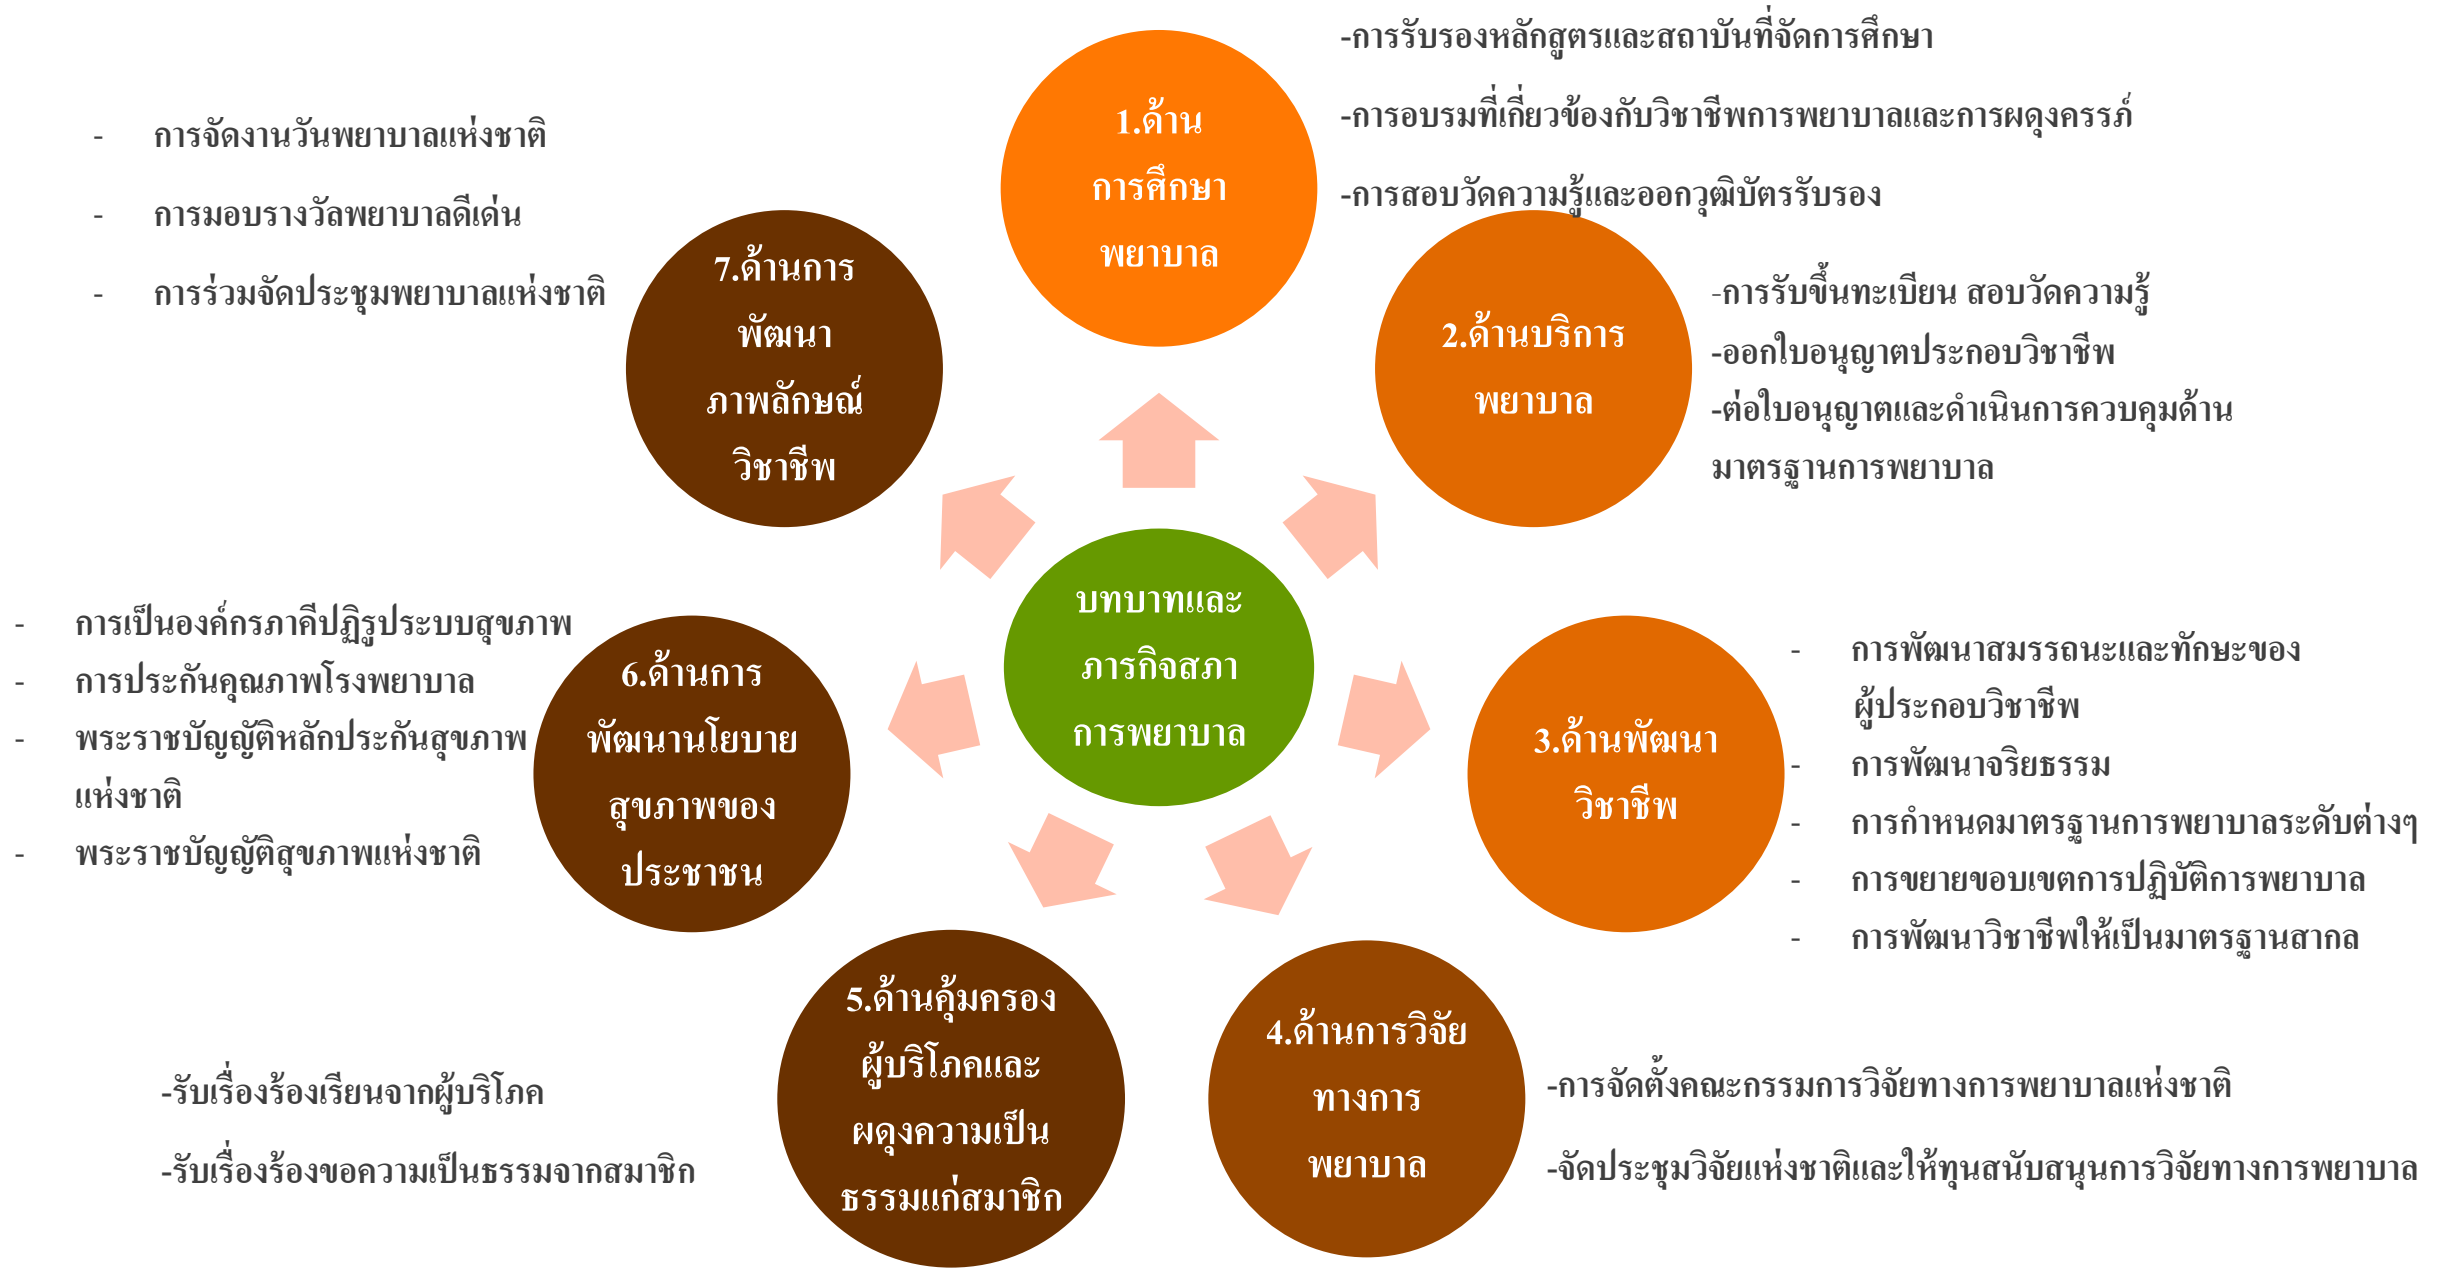 บทบาทและ
ภารกิจสภา
การพยาบาล
1.ด้าน
การศึกษา
พยาบาล
-การรับรองหลักสูตรและสถาบันที่จัดการศึกษา
-การอบรมที่เกี่ยวข้องกับวิชาชีพการพยาบาลและการผดุงครรภ์
-การสอบวัดความรู้และออกวุฒิบัตรรับรอง
2.ด้านบริการ
พยาบาล
-การรับขึ้นทะเบียน สอบวัดความรู้
-ออกใบอนุญาตประกอบวิชาชีพ
-ต่อใบอนุญาตและดำเนินการควบคุมด้าน
มาตรฐานการพยาบาล
3.ด้านพัฒนา
วิชาชีพ
- การพัฒนาสมรรถนะและทักษะของ
ผู้ประกอบวิชาชีพ
- การพัฒนาจริยธรรม
- การกำหนดมาตรฐานการพยาบาลระดับต่างๆ
- การขยายขอบเขตการปฏิบัติการพยาบาล
- การพัฒนาวิชาชีพให้เป็นมาตรฐานสากล
4.ด้านการวิจัย
ทางการ
พยาบาล
-การจัดตั้งคณะกรรมการวิจัยทางการพยาบาลแห่งชาติ
-จัดประชุมวิจัยแห่งชาติและให้ทุนสนับสนุนการวิจัยทางการพยาบาล
5.ด้านคุ้มครอง
ผู้บริโภคและ
ผดุงความเป็น
ธรรมแก่สมาชิก
-รับเรื่องร้องเรียนจากผู้บริโภค
-รับเรื่องร้องขอความเป็นธรรมจากสมาชิก
6.ด้านการ
พัฒนานโยบาย
สุขภาพของ
ประชาชน
- การเป็นองค์กรภาคีปฏิรูประบบสุขภาพ
- การประกันคุณภาพโรงพยาบาล
- พระราชบัญญัติหลักประกันสุขภาพ
แห่งชาติ
- พระราชบัญญัติสุขภาพแห่งชาติ
7.ด้านการ
พัฒนา
ภาพลักษณ์
วิชาชีพ
- การจัดงานวันพยาบาลแห่งชาติ
- การมอบรางวัลพยาบาลดีเด่น
- การร่วมจัดประชุมพยาบาลแห่งชาติ